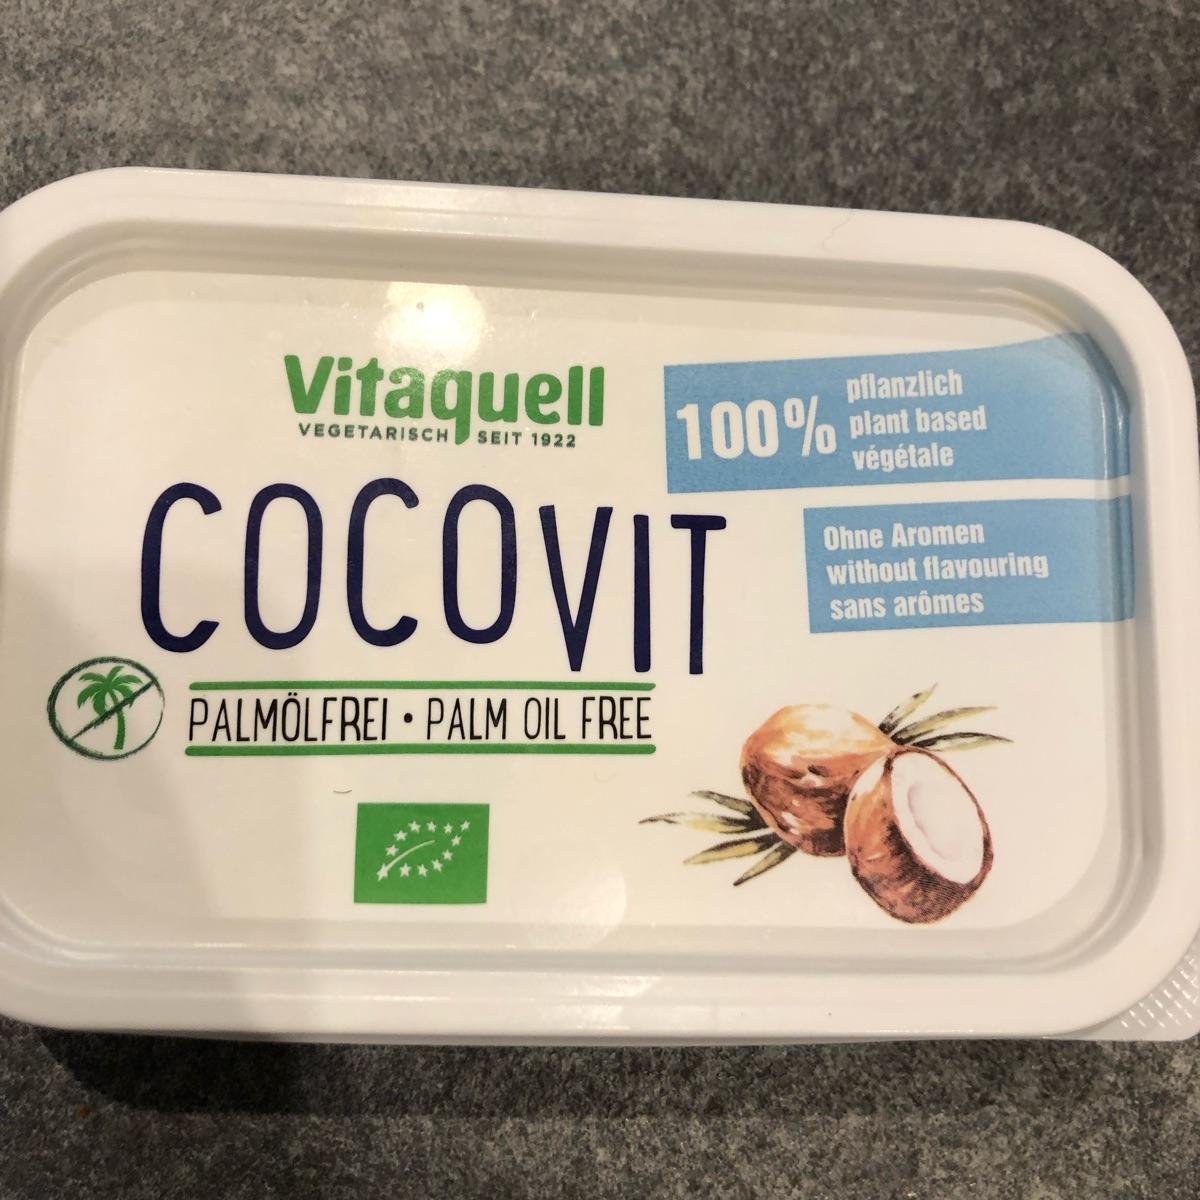 Vitaquell
VEGETARISCH SEIT 1922
100% pflanzlich
plant based
végétale
COCOVIT
Ohne Aromen
without flavouring
sans arômes
PALMÖLFREI • PALM OIL FREE